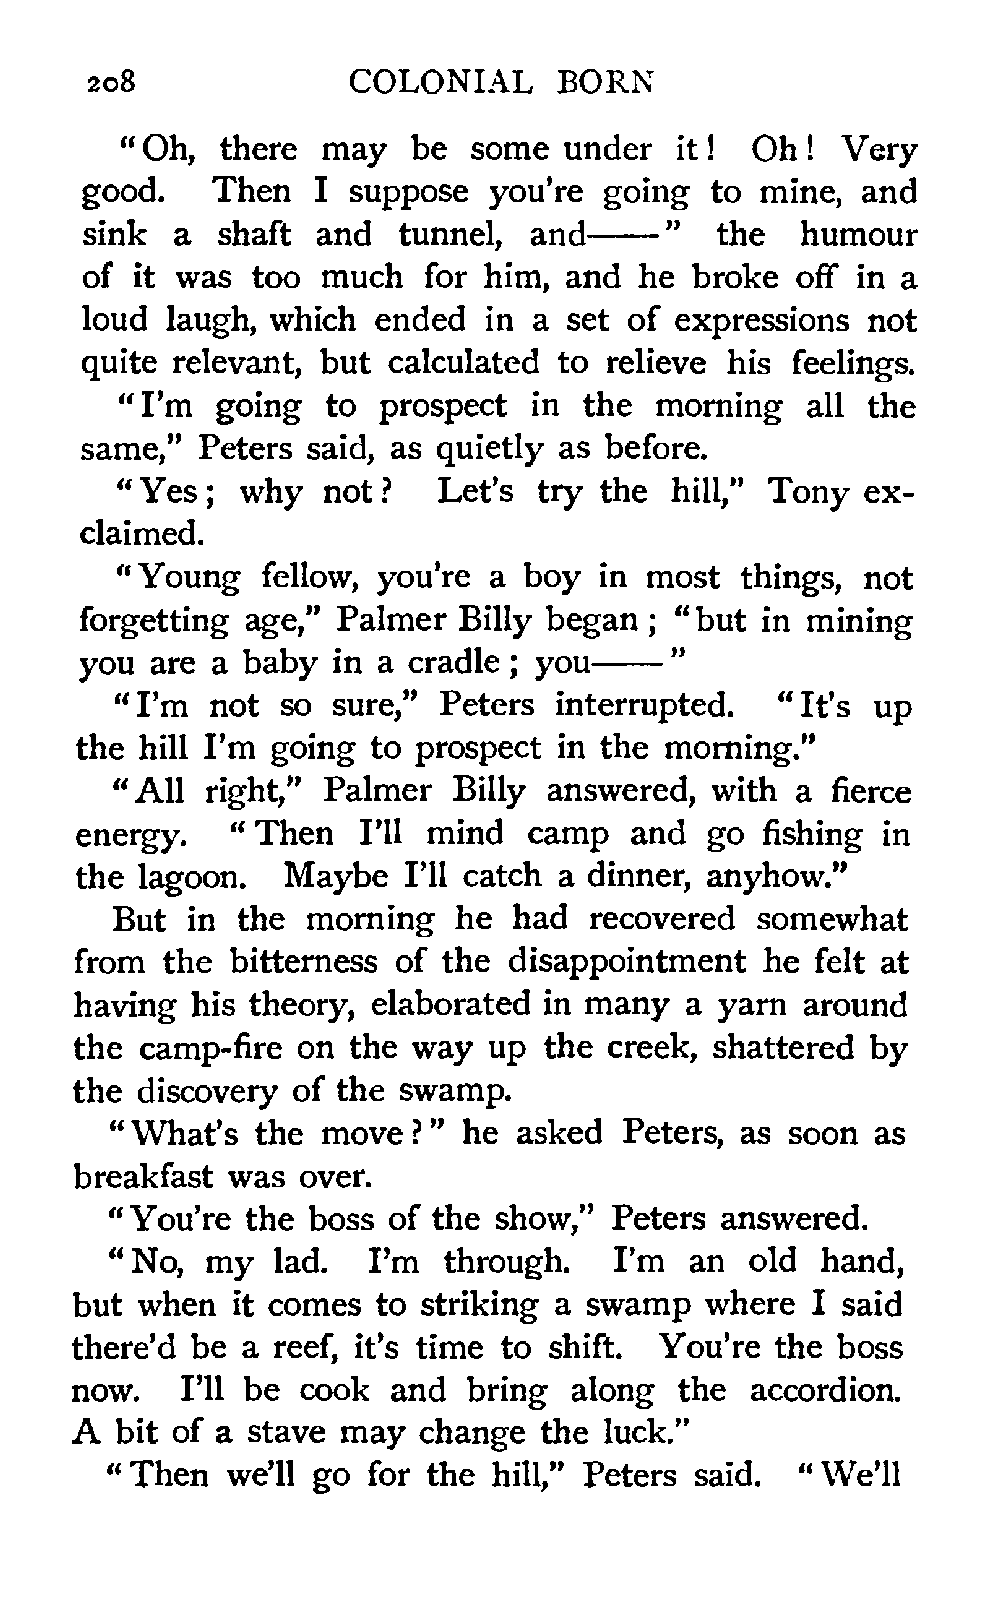 208 COLONIAL BORN
"Oh, there may be some under it! Oh! Very
good. Then I suppose you're going to mine, and
sink a shaft and tunnel, and——" the humour
of it was too much for him, and he broke off in a
loud laugh, which ended in a set of expressions not
quite relevant, but calculated to relieve his feelings.
"I'm going to prospect in the morning all the
same," Peters said, as quietly as before.
"Yes; why not? Let's try the hill," Tony ex-
claimed.
"Young fellow, you're a boy in most things, not
forgetting age," Palmer Billy began; "but in mining
you are a baby in a cradle; you——"
"I'm not so sure," Peters interrupted. "It's up
the hill I'm going to prospect in the morning."
"All right," Palmer Billy answered, with a fierce
energy. "Then I'll mind camp and go fishing in
the lagoon. Maybe I'll catch a dinner, anyhow."
But in the morning he had recovered somewhat
from the bitterness of the disappointment he felt at
having his theory, elaborated in many a yarn around
the camp-fire on the way up the creek, shattered by
the discovery of the swamp.
"What's the move?" he asked Peters, as soon as
breakfast was over.
"You're the boss of the show," Peters answered.
"No, my lad. I'm through. I'm an old hand,
but when it comes to striking a swamp where I said
there'd be a reef, it's time to shift. You're the boss
now. I'll be cook and bring along the accordion.
A bit of a stave may change the luck."
"Then we'll go for the hill," Peters said. "We'll